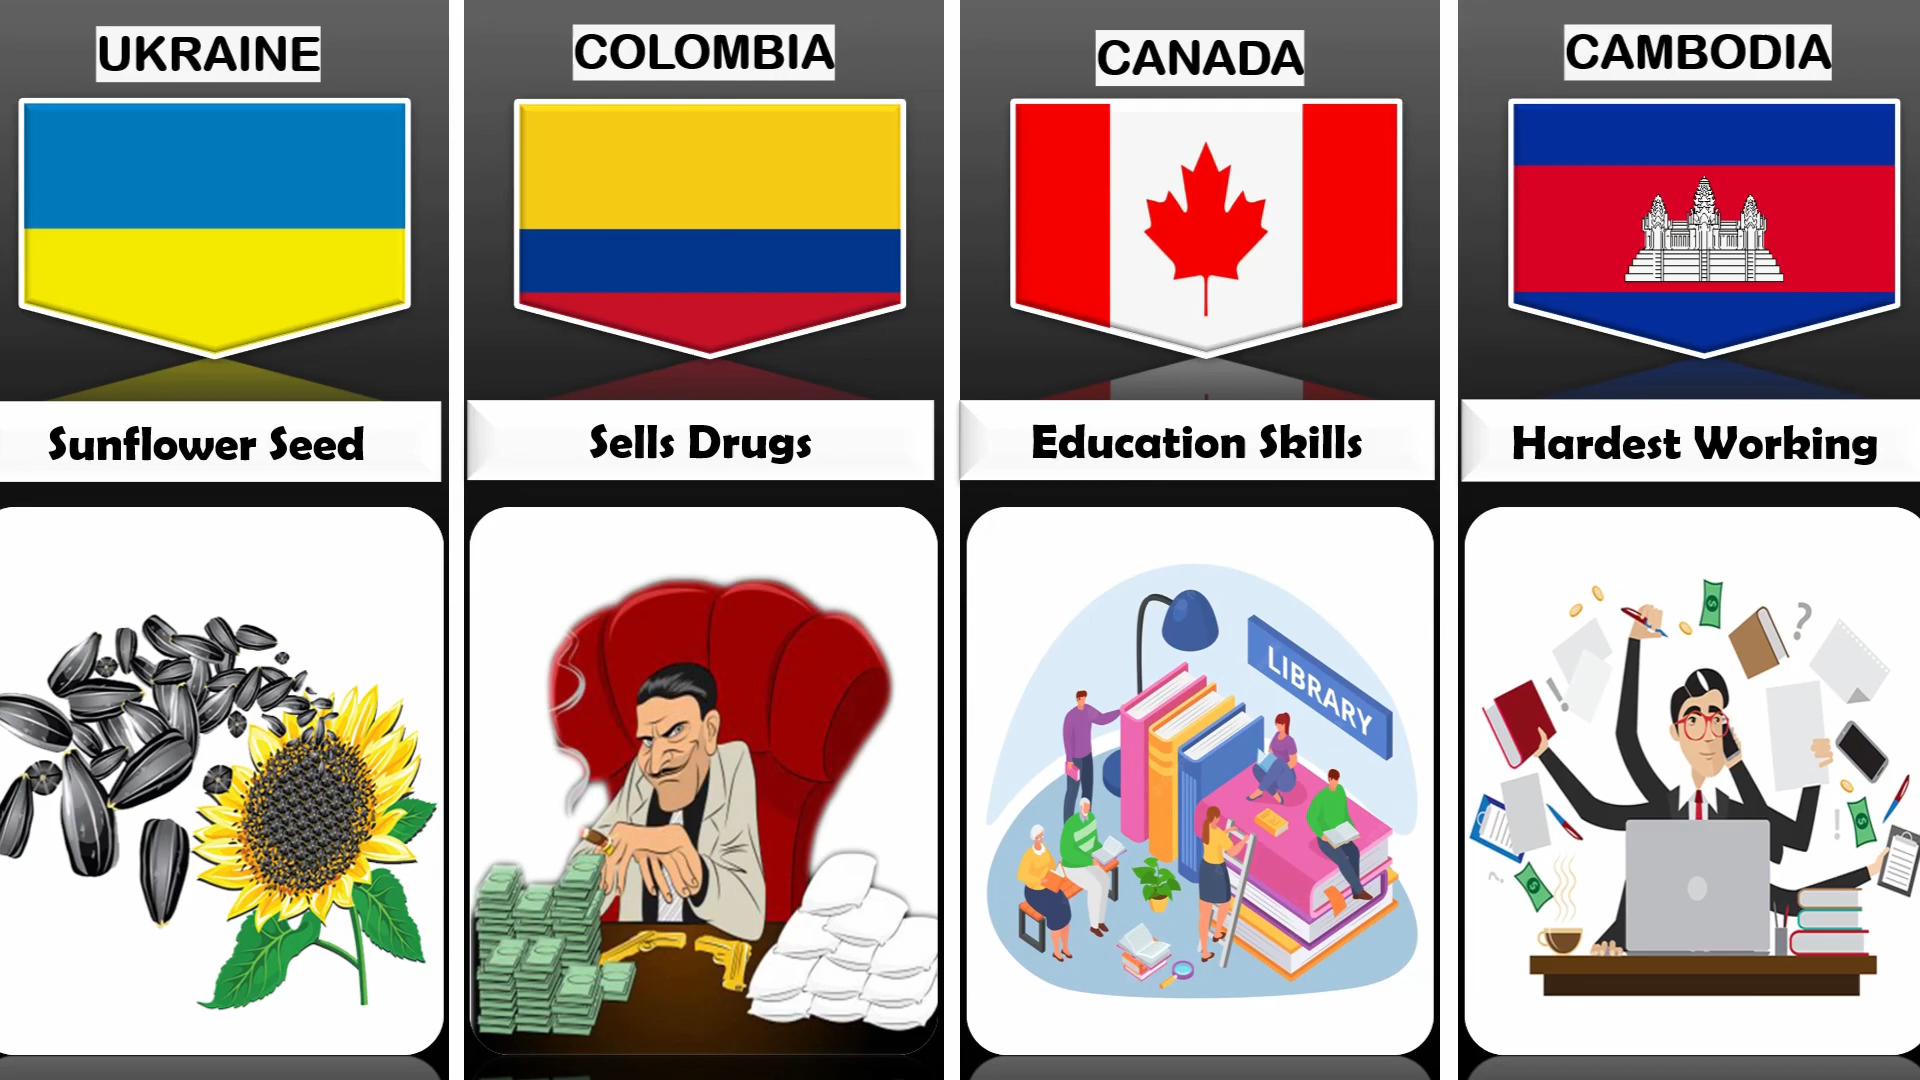 UKRAINE
COLOMBIA
CANADA
CAMBODIA
Sunflower Seed
Sells Drugs
Education Skills
Hardest Working
LIBRARY